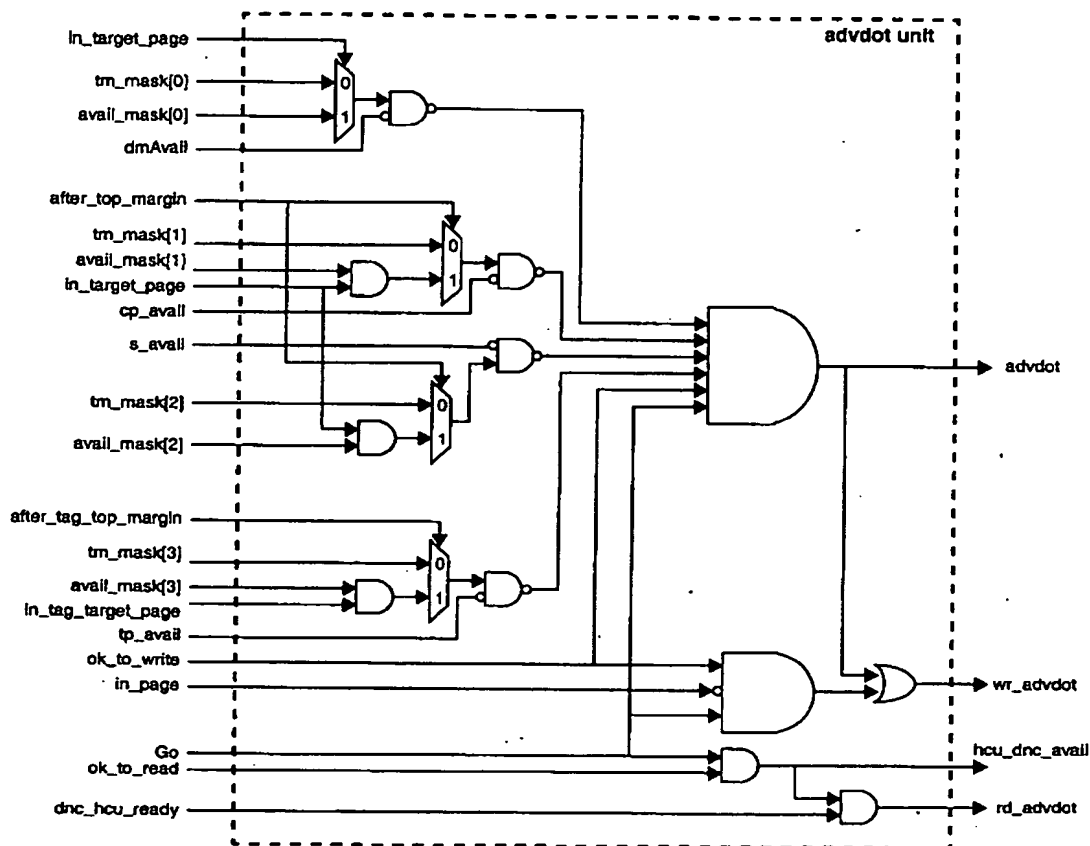 advdot unit
in_target_page
tm_mask[0]
0
avail_mask[0]
1
dmAvail
after_top_margin
tm_mask[1]
0
avail_mask[1]
1
in_target_page
cp_avail
s_avail
advdot
tm_mask[2]
0
avail_mask[2]
1
after_tag_top_margin
tm_mask[3]
0
avail_mask[3]
1
in_tag_target_page
tp_avail
ok_to_write
in_page
wr_advdot
Go
hcu_dnc_avail
ok_to_read
dnc_hcu_ready
rd_advdot